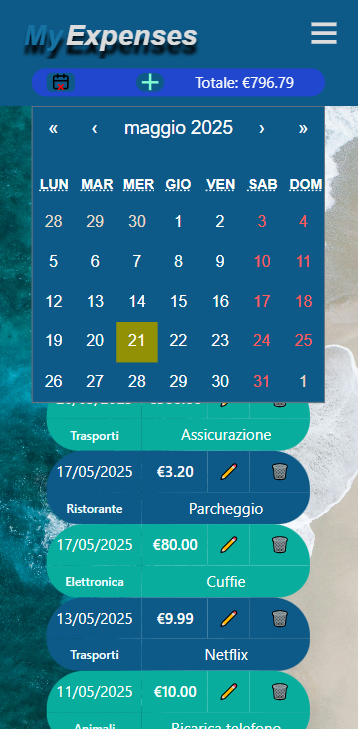 MyExpenses
Totale: €796.79
« ‹ maggio 2025 › »
LUN MAR MER GIO VEN SAB DOM
28 29 30 1 2 3 4
5 6 7 8 9 10 11
12 13 14 15 16 17 18
19 20 21 22 23 24 25
26 27 28 29 30 31 1
Trasporti Assicurazione
17/05/2025 €3.20
Ristorante Parcheggio
17/05/2025 €80.00
Elettronica Cuffie
13/05/2025 €9.99
Trasporti Netflix
11/05/2025 €10.00
Animali Ricarica telefono